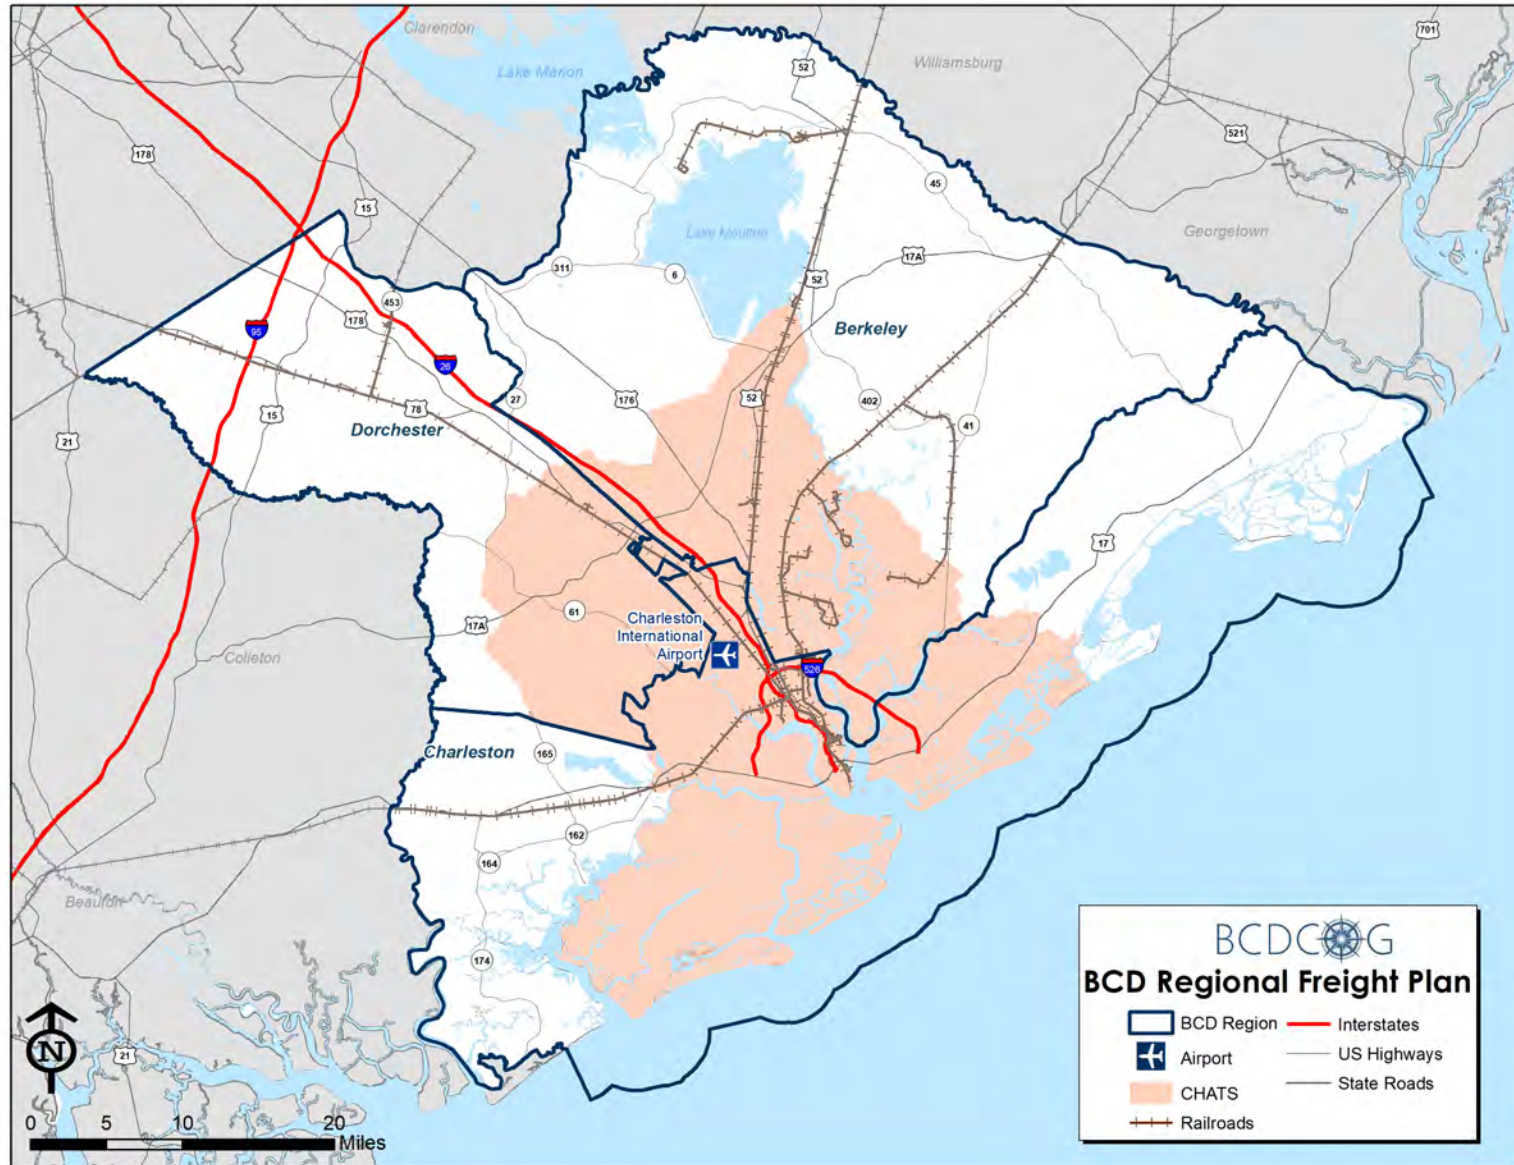 Clarendon
Lake Marion
Williamsburg
701
52
521
178
45
15
Georgetown
Lake Moultrie
17A
311
6
52
453
95
178
Berkeley
26
27
176
52
402
15
78
41
21
Dorchester
17
61
Charleston
International
Airport
17A
Colleton
526
Charleston
165
162
164
Beaufort
174
N
21
0 5 10 20
Miles
BCDCOG
BCD Regional Freight Plan
BCD Region
Interstates
Airport
US Highways
CHATS
State Roads
Railroads